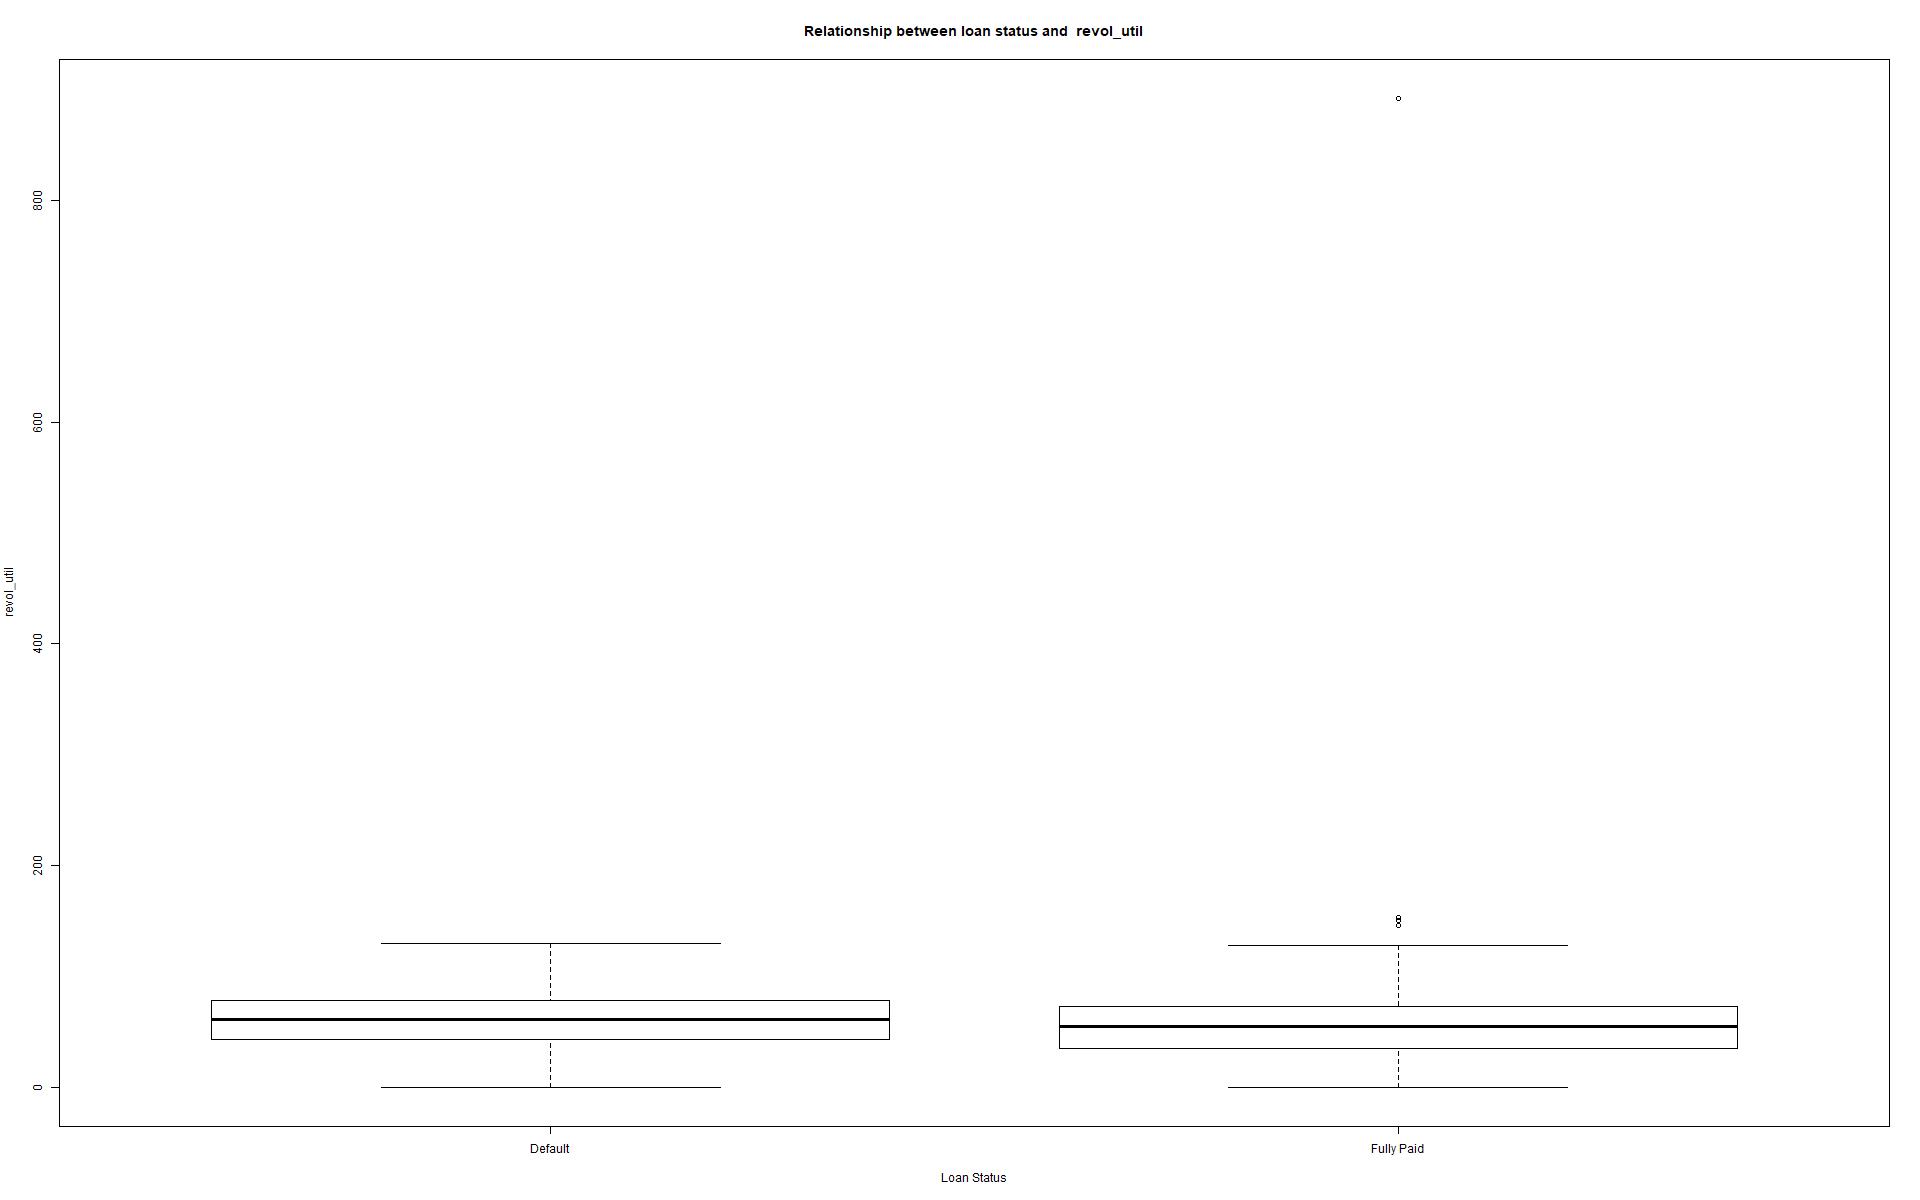 Relationship between loan status and  revol_util
800
600
400
200
0
revol_util
Default
Fully Paid
Loan Status